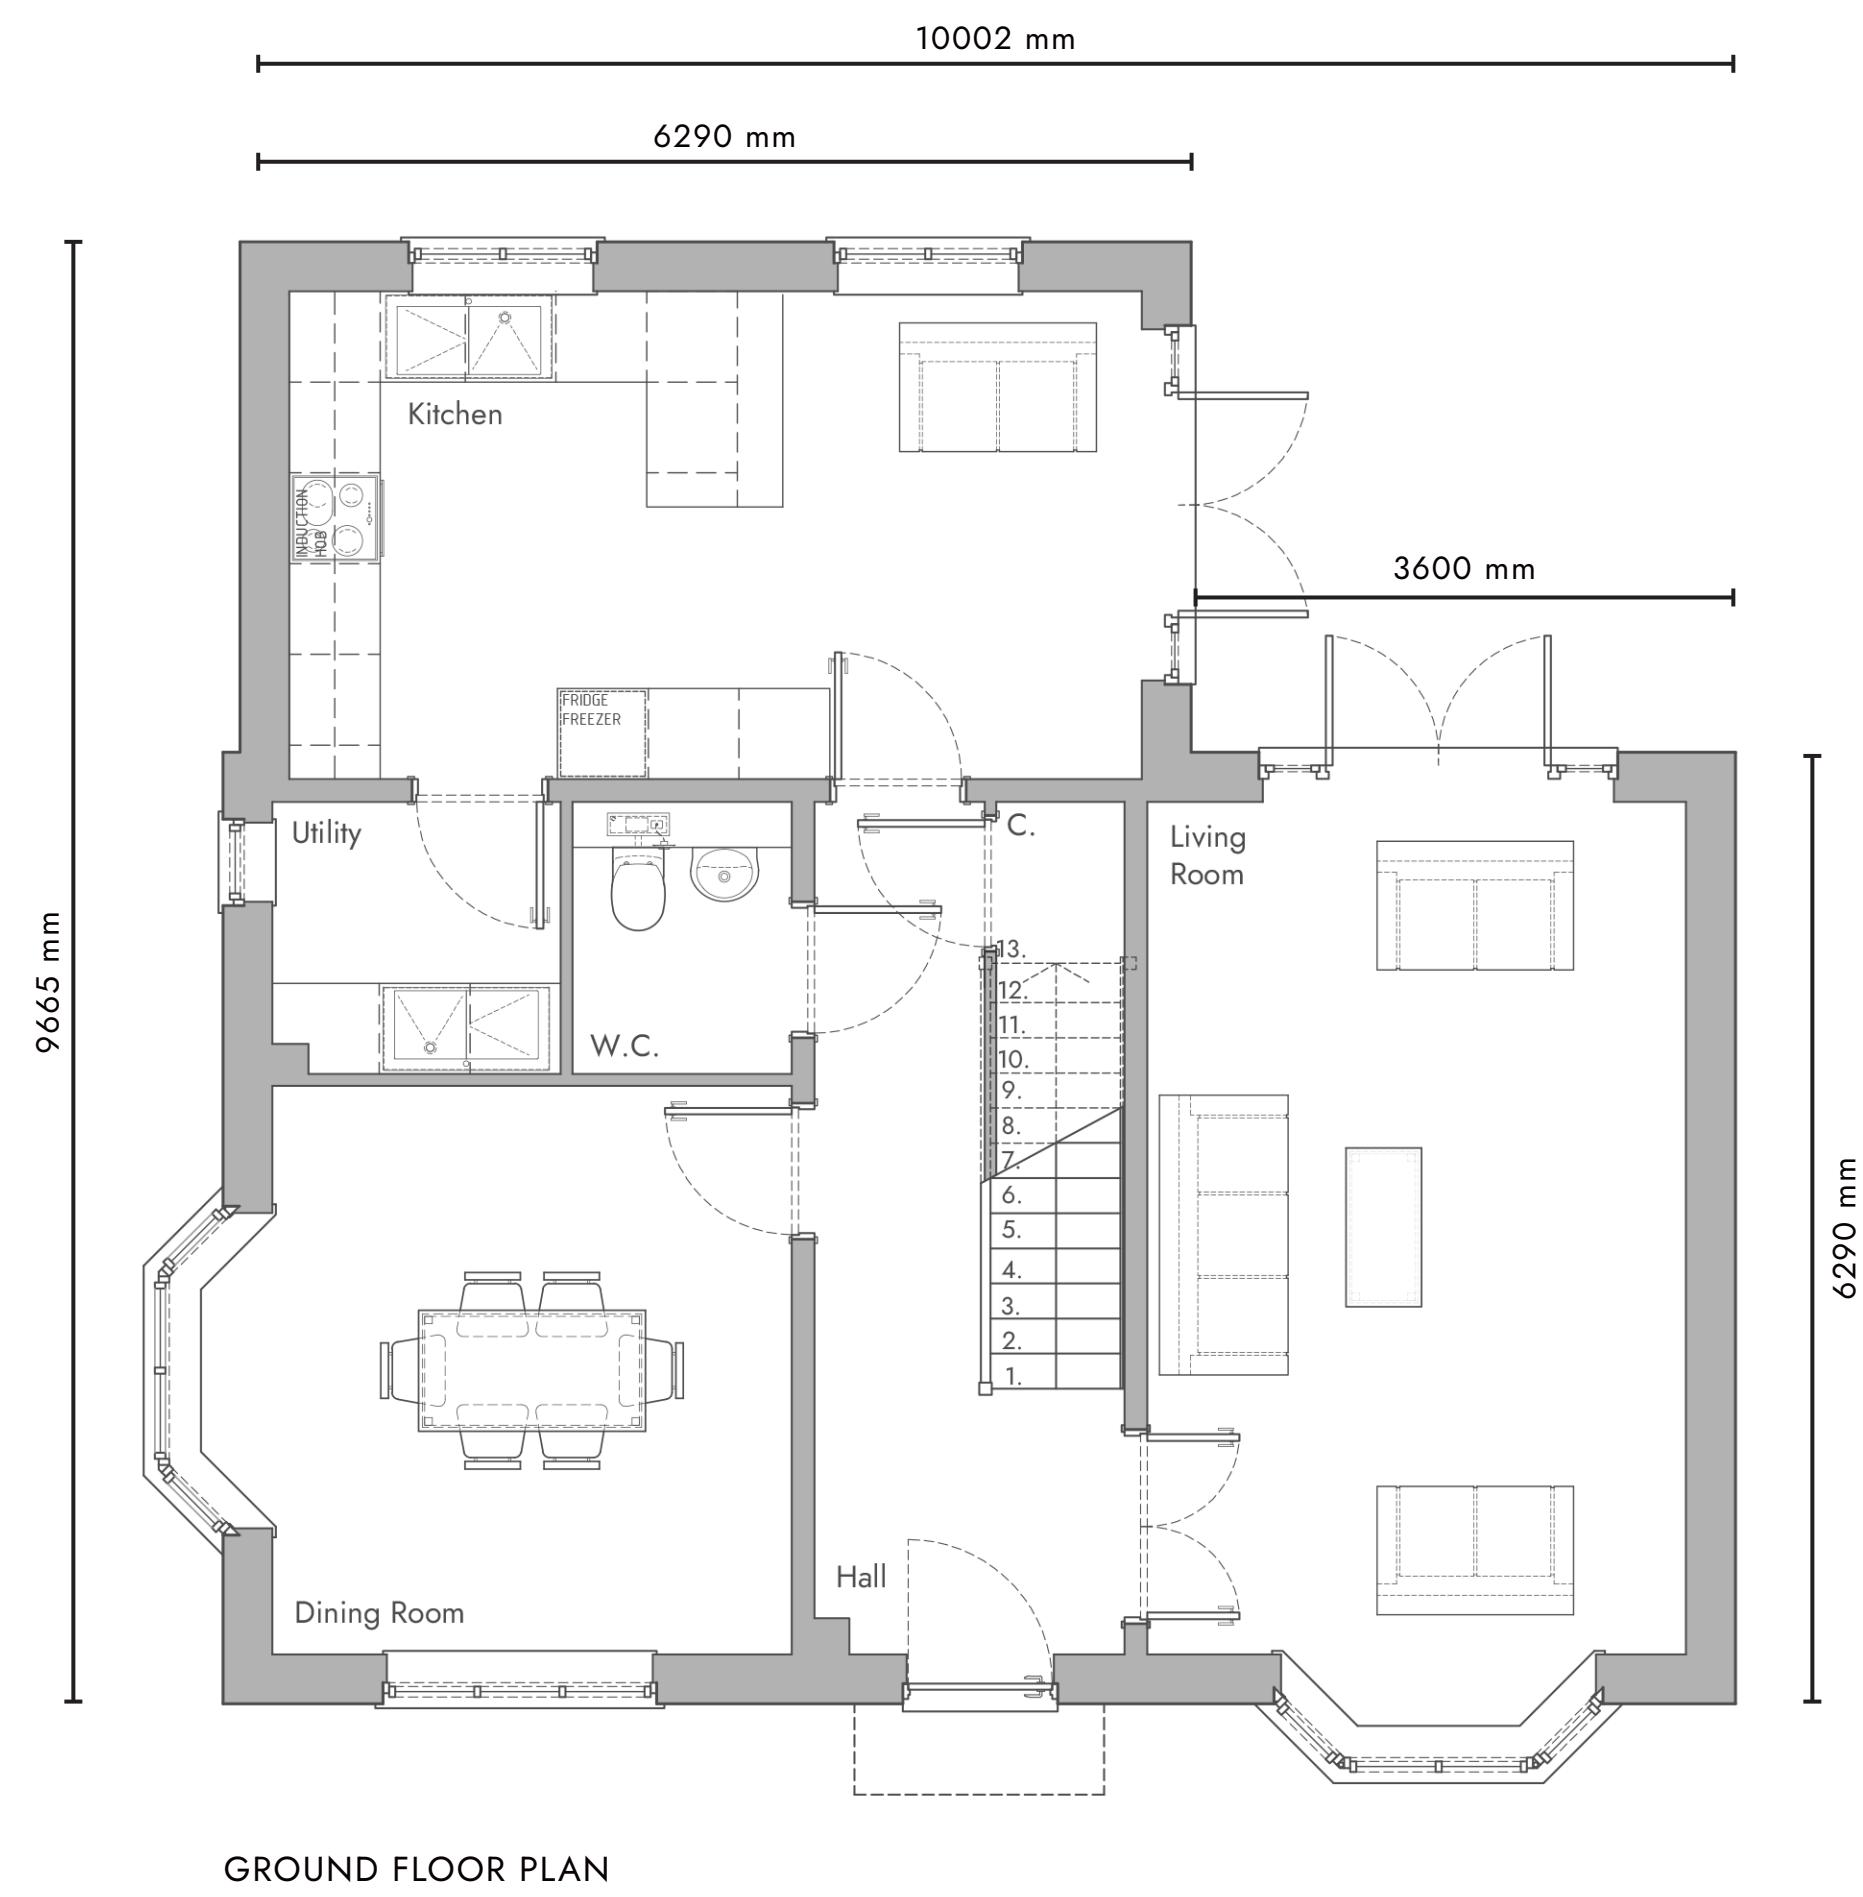 10002 mm
6290 mm
Kitchen
INDUCTION
HOB
3600 mm
FRIDGE
FREEZER
Utility
C.
Living
Room
9665 mm
13.
12.
11.
10.
9.
8.
7.
6.
5.
4.
3.
2.
1.
W.C.
6290 mm
Hall
Dining Room
GROUND FLOOR PLAN